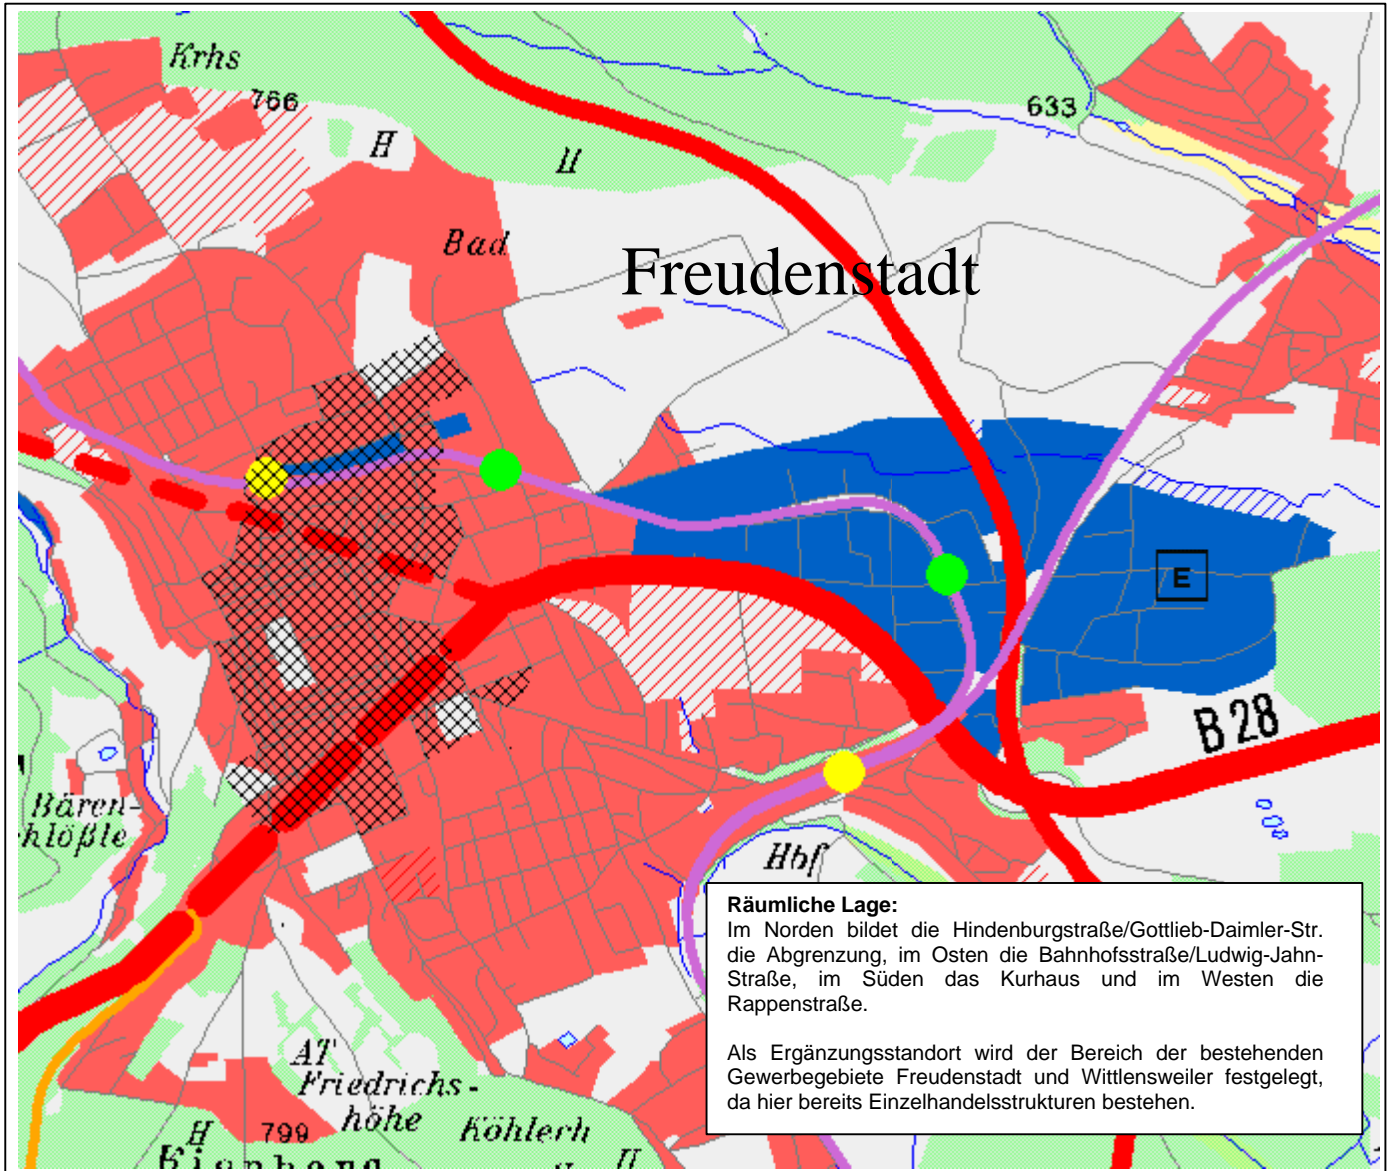 Krhs
766
633
H
H
Bad
Freudenstadt
E
B 28
Bären-
chlößle
Hbf
Räumliche Lage:
Im Norden bildet die Hindenburgstraße/Gottlieb-Daimler-Str.
die Abgrenzung, im Osten die Bahnhofsstraße/Ludwig-Jahn-
Straße, im Süden das Kurhaus und im Westen die
Rappenstraße.
Als Ergänzungsstandort wird der Bereich der bestehenden
Gewerbegebiete Freudenstadt und Wittlensweiler festgelegt,
da hier bereits Einzelhandelsstrukturen bestehen.
AT
Friedrichs-
höhe
Köhlerh
H
799